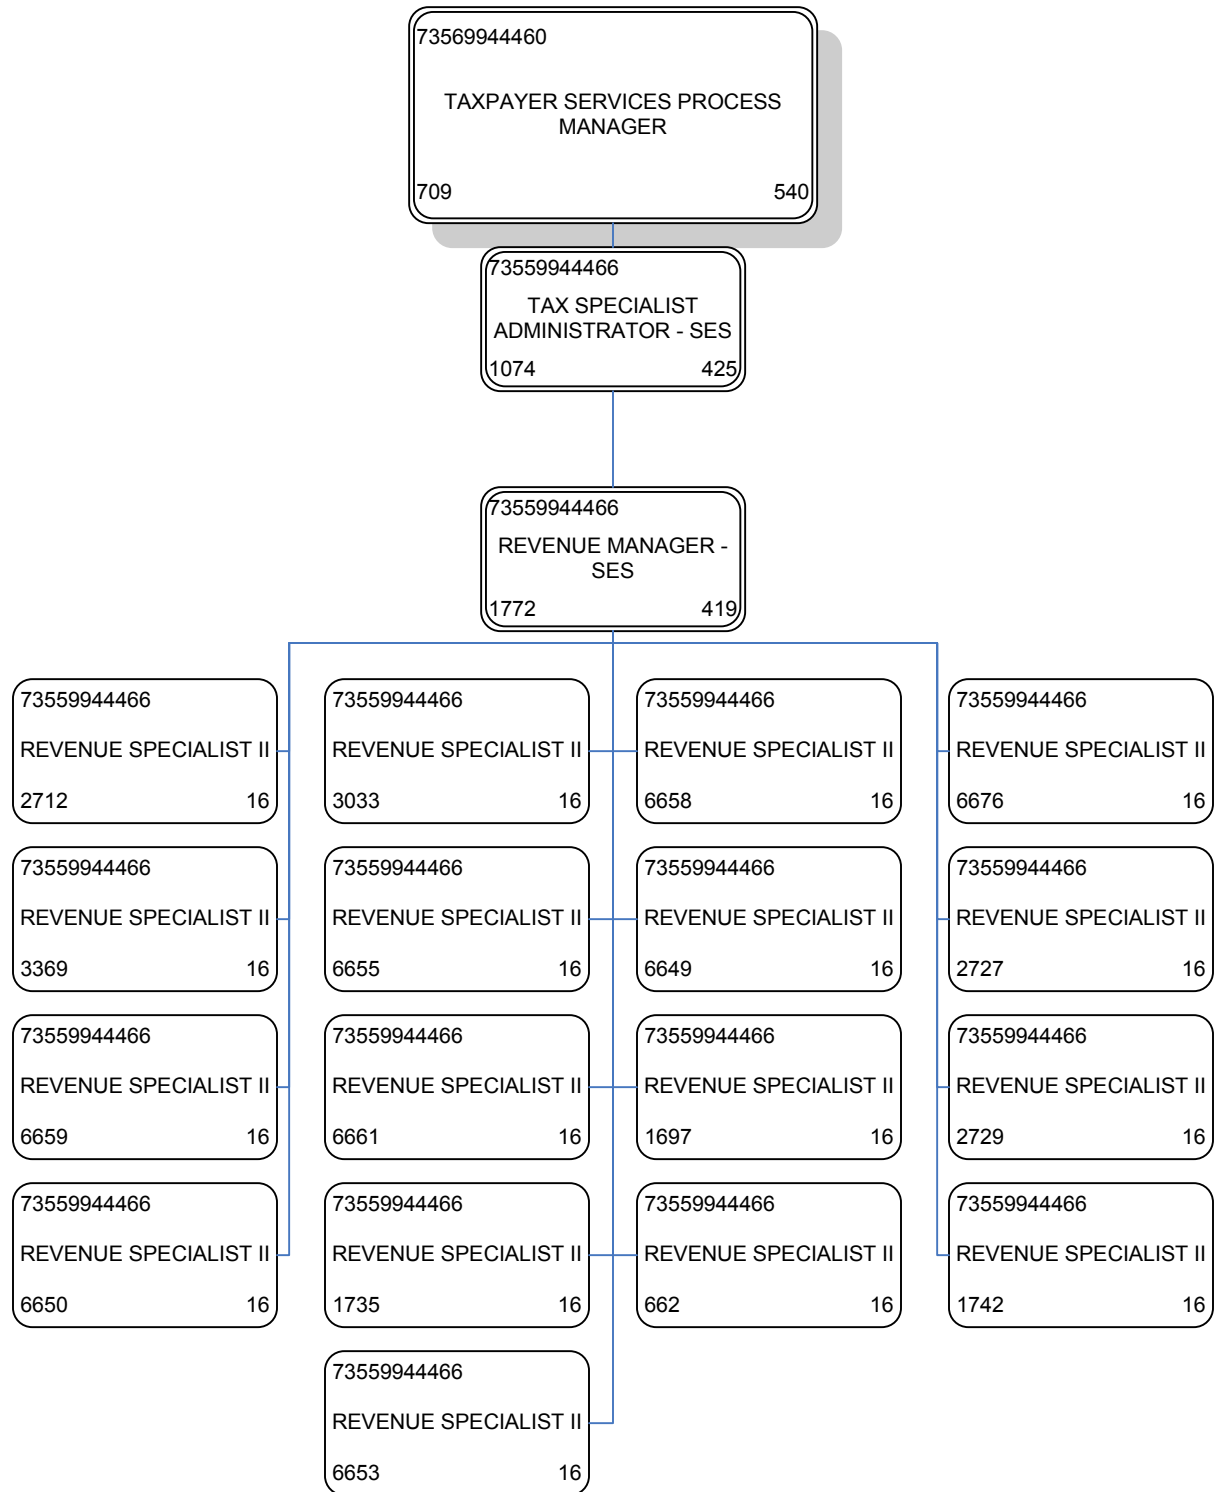 73569944460
TAXPAYER SERVICES PROCESS
MANAGER
709 540
73559944466
TAX SPECIALIST
ADMINISTRATOR - SES
1074 425
73559944466
REVENUE MANAGER -
SES
1772 419
73559944466
REVENUE SPECIALIST II
2712 16
73559944466
REVENUE SPECIALIST II
3033 16
73559944466
REVENUE SPECIALIST II
6658 16
73559944466
REVENUE SPECIALIST II
6676 16
73559944466
REVENUE SPECIALIST II
3369 16
73559944466
REVENUE SPECIALIST II
6655 16
73559944466
REVENUE SPECIALIST II
6649 16
73559944466
REVENUE SPECIALIST II
2727 16
73559944466
REVENUE SPECIALIST II
6659 16
73559944466
REVENUE SPECIALIST II
6661 16
73559944466
REVENUE SPECIALIST II
1697 16
73559944466
REVENUE SPECIALIST II
2729 16
73559944466
REVENUE SPECIALIST II
6650 16
73559944466
REVENUE SPECIALIST II
1735 16
73559944466
REVENUE SPECIALIST II
662 16
73559944466
REVENUE SPECIALIST II
1742 16
73559944466
REVENUE SPECIALIST II
6653 16